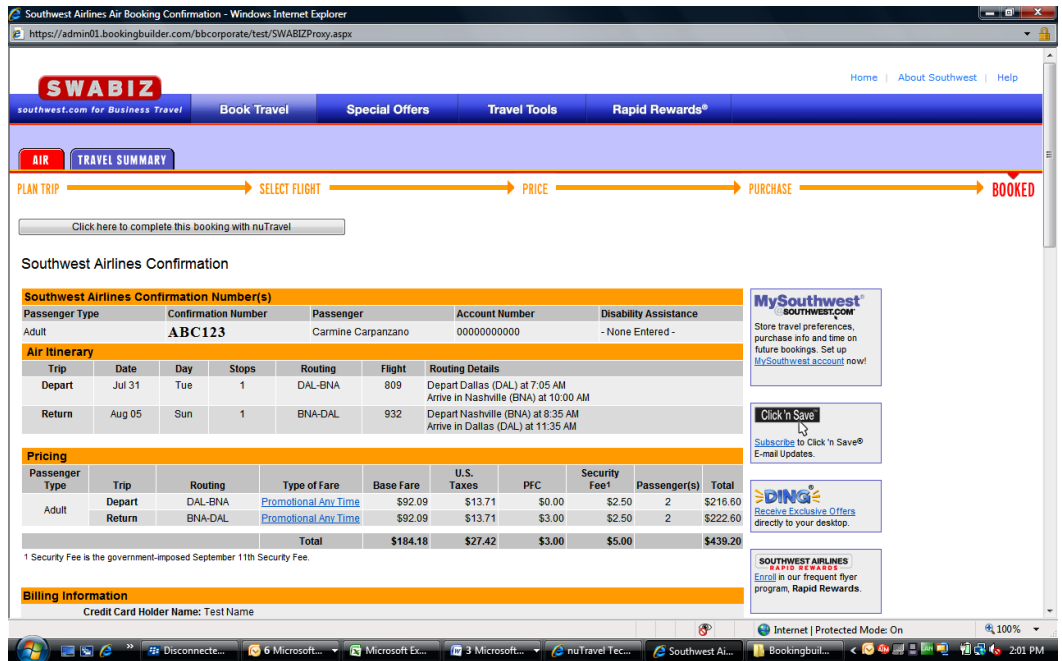 Southwest Airlines Air Booking Confirmation - Windows Internet Explorer
https://admin01.bookingbuilder.com/bbcorporate/test/SWABIZProxy.aspx
Home | About Southwest | Help
SWABIZ
southwest.com for Business Travel Book Travel Special Offers Travel Tools Rapid Rewards®
AIR TRAVEL SUMMARY
PLAN TRIP SELECT FLIGHT PRICE PURCHASE BOOKED
Click here to complete this booking with nuTravel
Southwest Airlines Confirmation
Southwest Airlines Confirmation Number(s)
Passenger Type Confirmation Number Passenger Account Number Disability Assistance
Adult ABC123 Carmine Carpanzano 00000000000 - None Entered -
Air Itinerary
Trip Date Day Stops Routing Flight Routing Details
Depart Jul 31 Tue 1 DAL-BNA 809 Depart Dallas (DAL) at 7:05 AM
Arrive in Nashville (BNA) at 10:00 AM
Return Aug 05 Sun 1 BNA-DAL 932 Depart Nashville (BNA) at 8:35 AM
Arrive in Dallas (DAL) at 11:35 AM
Pricing
Passenger Type Trip Routing Type of Fare Base Fare U.S. Taxes PFC Security Fee1 Passenger(s) Total
Adult Depart DAL-BNA Promotional Any Time $92.09 $13.71 $0.00 $2.50 2 $216.60
Return BNA-DAL Promotional Any Time $92.09 $13.71 $3.00 $2.50 2 $222.60
Total $184.18 $27.42 $3.00 $5.00 $439.20
1 Security Fee is the government-imposed September 11th Security Fee.
Billing Information
Credit Card Holder Name: Test Name
MySouthwest®
@SOUTHWEST.COM®
Store travel preferences,
purchase info and time on
future bookings. Set up
MySouthwest account now!
Click 'n Save™
Subscribe to Click 'n Save®
E-mail Updates.
DING
Receive Exclusive Offers
directly to your desktop.
SOUTHWEST AIRLINES
RAPID REWARDS
Enroll in our frequent flyer
program, Rapid Rewards.
Internet | Protected Mode: On 100%
Disconnecte... 6 Microsoft... Microsoft Ex... 3 Microsoft... nuTravel Tec... Southwest Ai... Bookingbuil... 2:01 PM